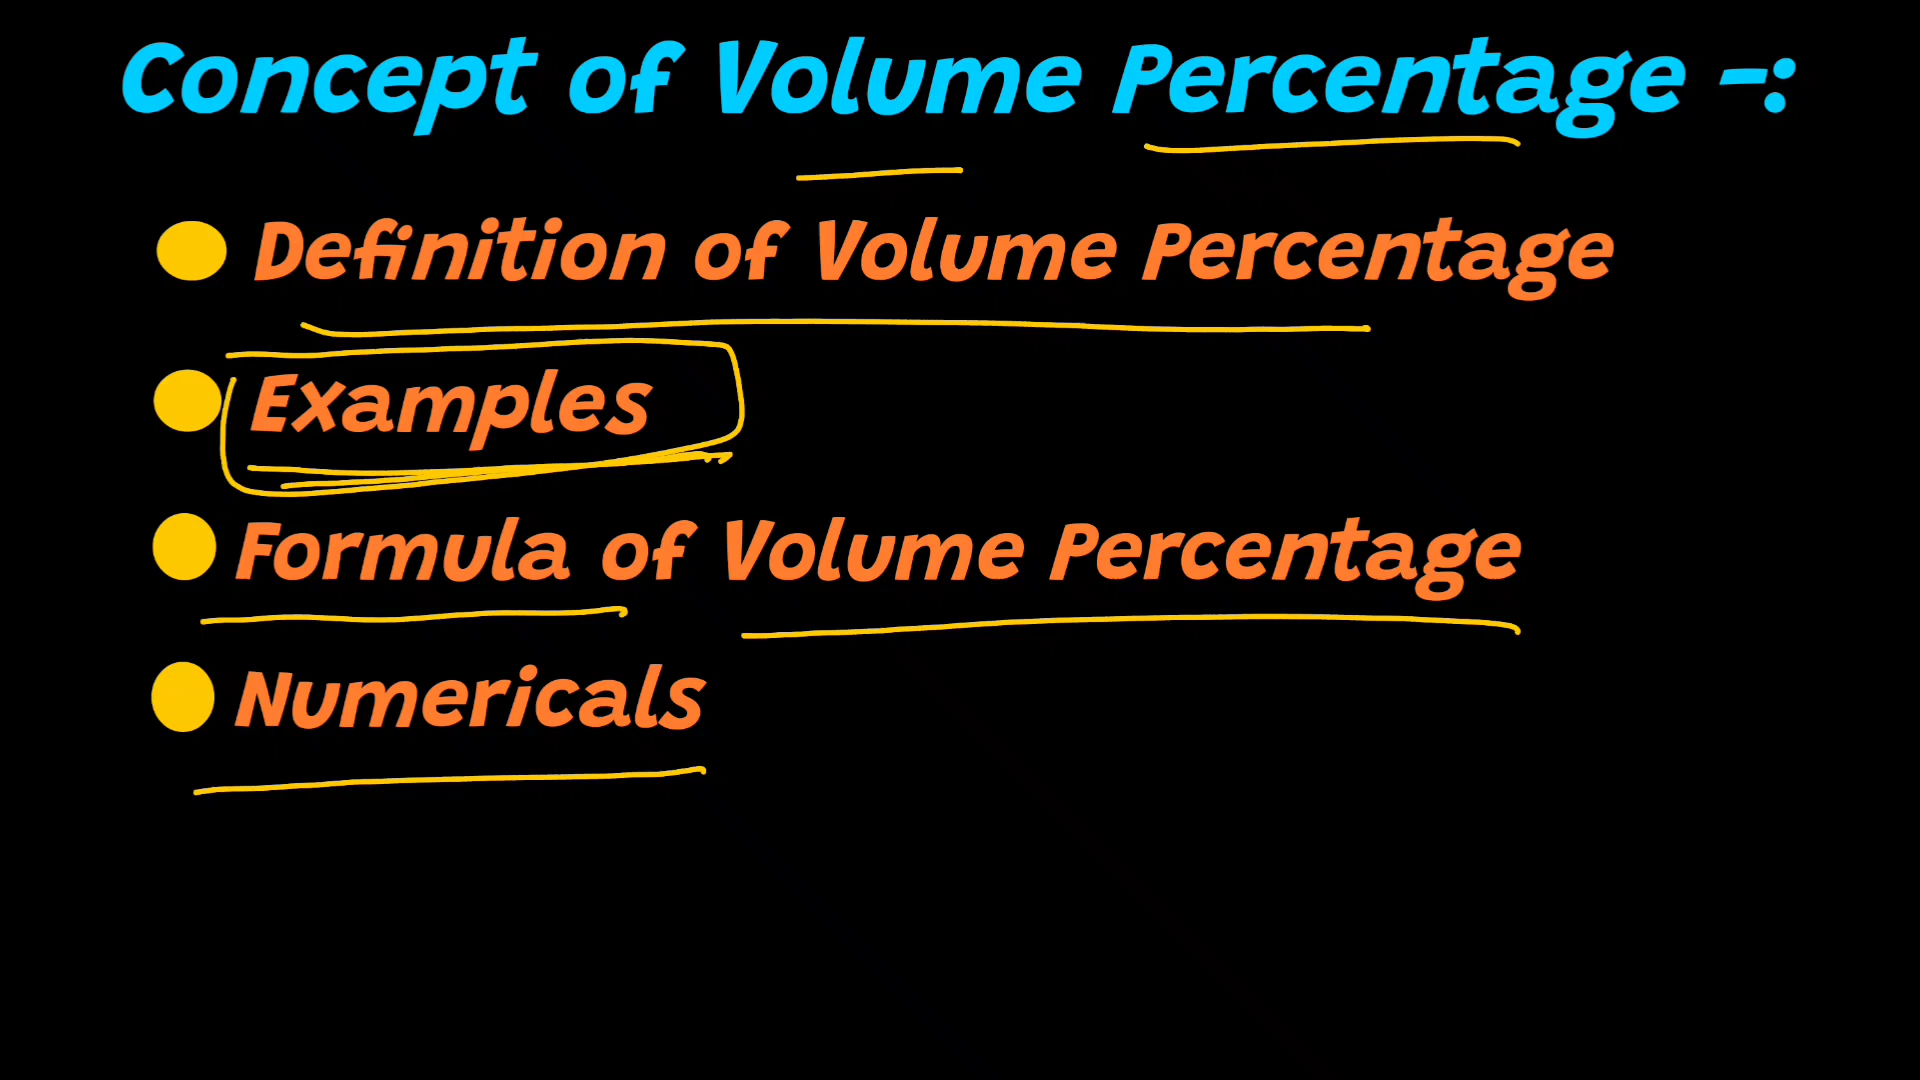 Concept of Volume Percentage -:
Definition of Volume Percentage
Examples
Formula of Volume Percentage
Numericals